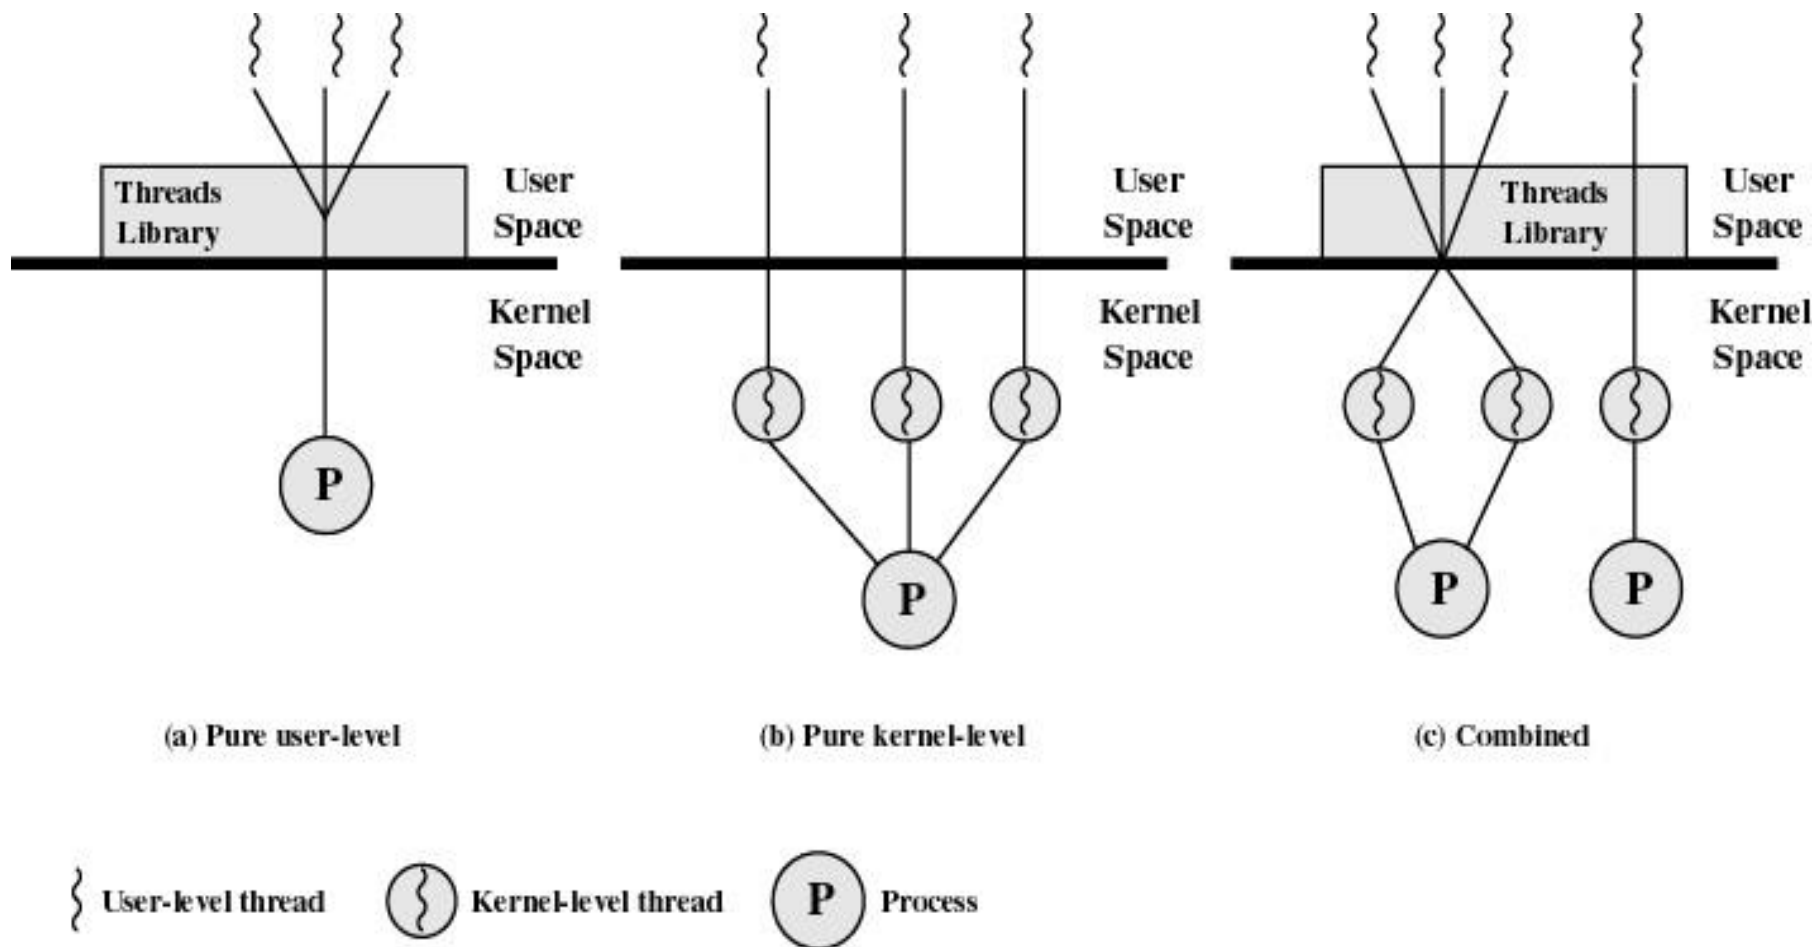 Threads
Library
User
Space
Kernel
Space
P
(a) Pure user-level
User
Space
Kernel
Space
P
(b) Pure kernel-level
Threads
Library
User
Space
Kernel
Space
P
P
(c) Combined
User-level thread
Kernel-level thread
P
Process